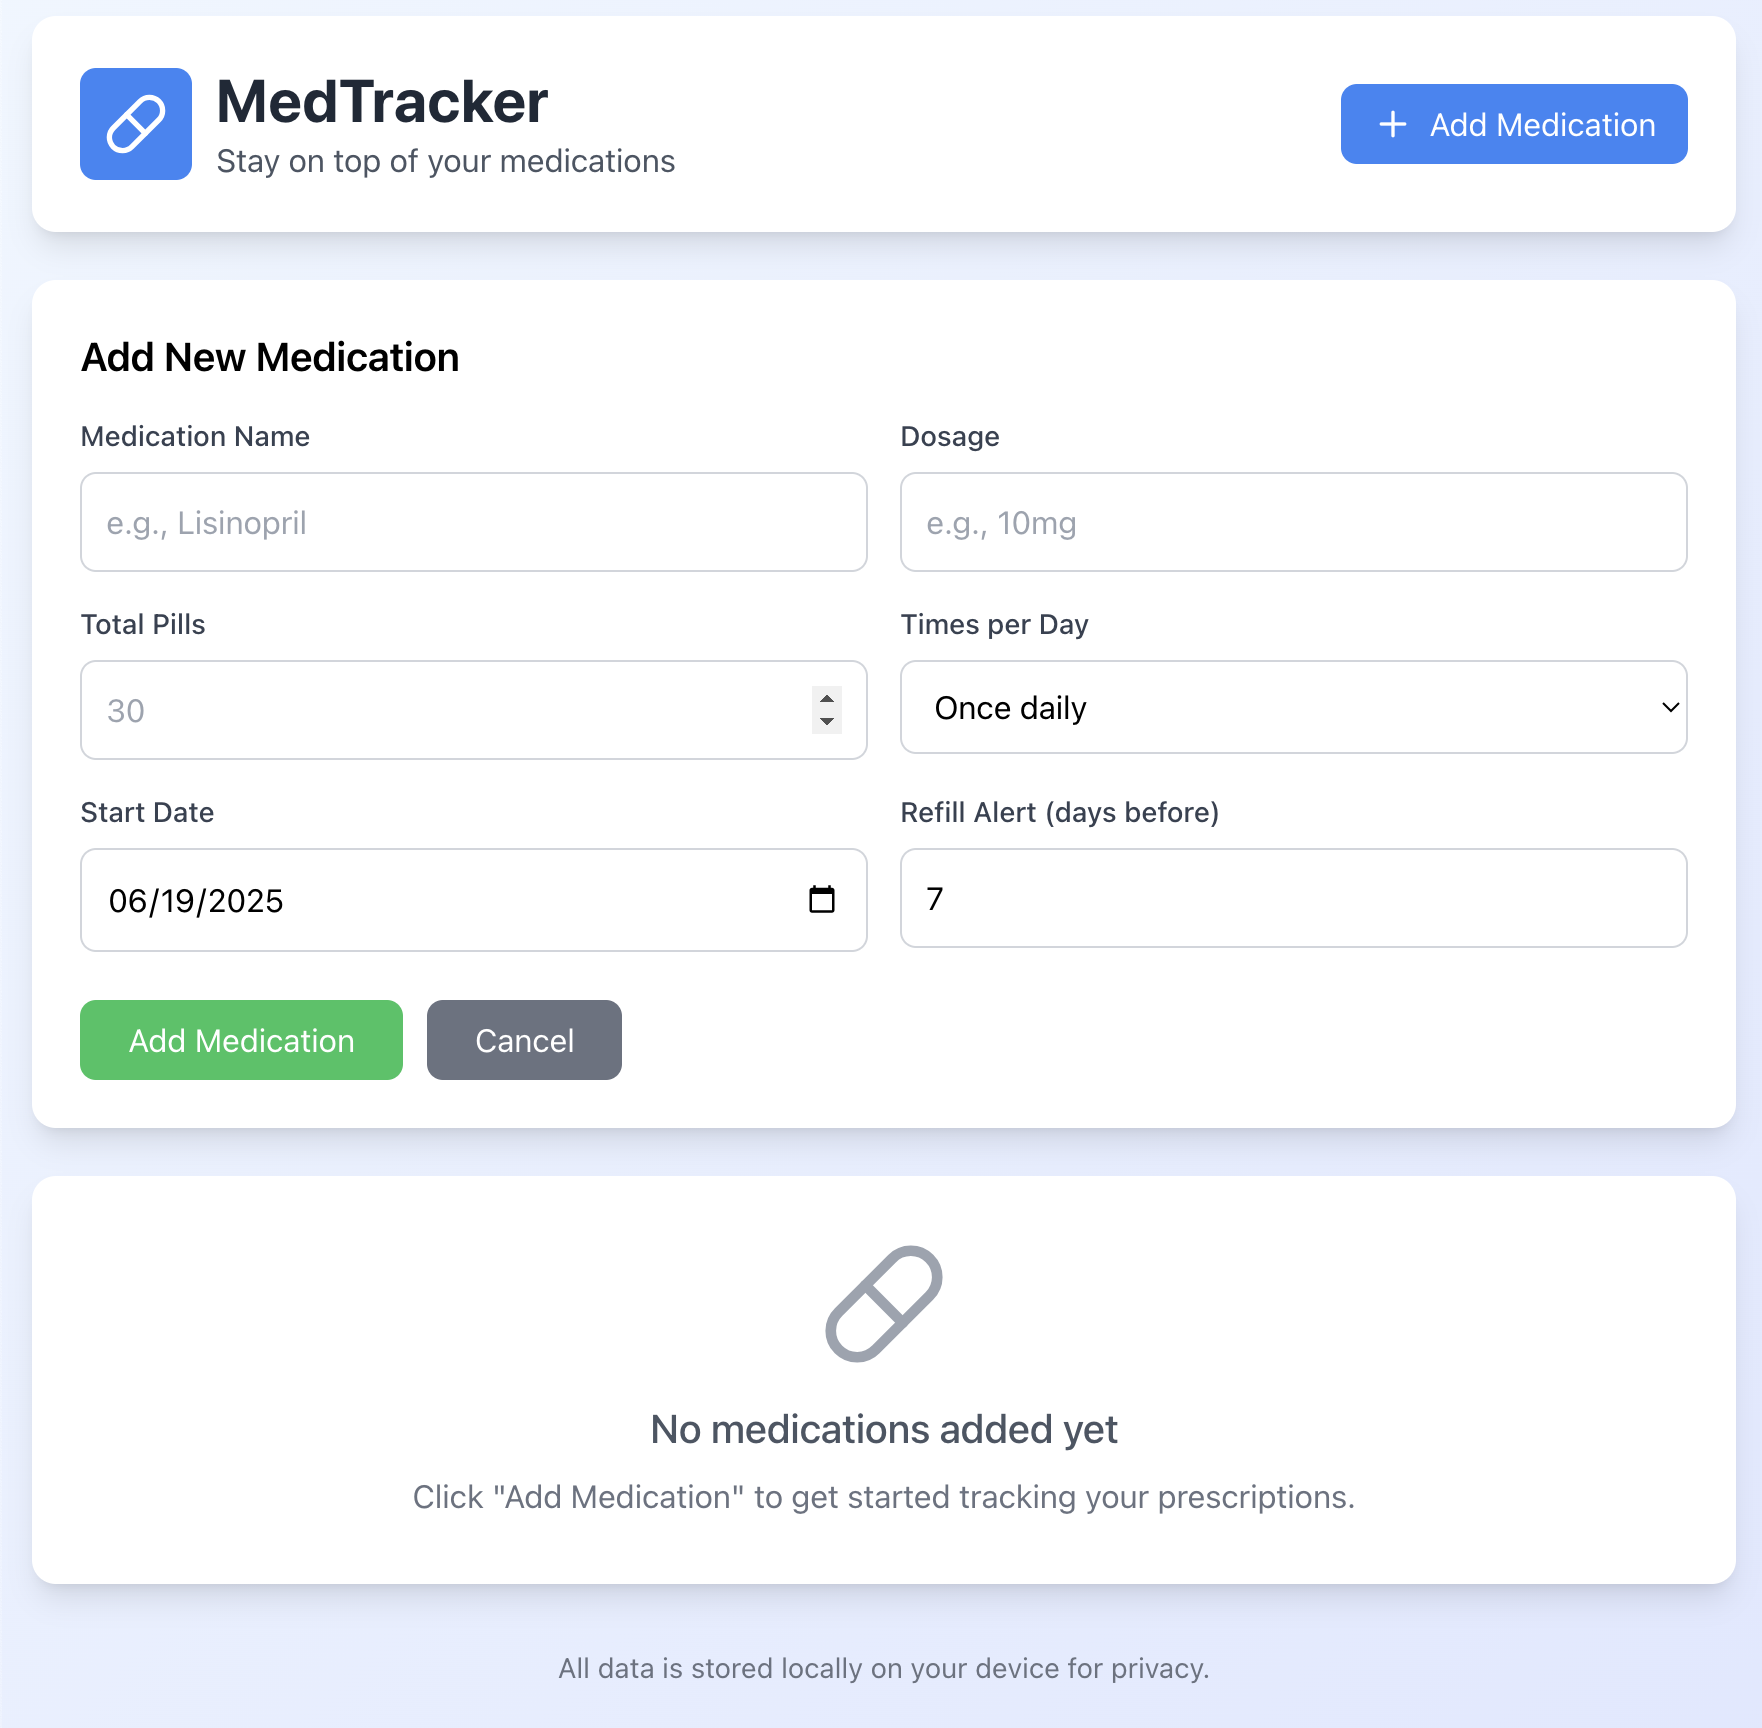 MedTracker
Stay on top of your medications
Add Medication
Add New Medication
Medication Name
Dosage
e.g., Lisinopril
e.g., 10mg
Total Pills
Times per Day
30
Once daily
Start Date
Refill Alert (days before)
06/19/2025
7
Add Medication
Cancel
No medications added yet
Click "Add Medication" to get started tracking your prescriptions.
All data is stored locally on your device for privacy.